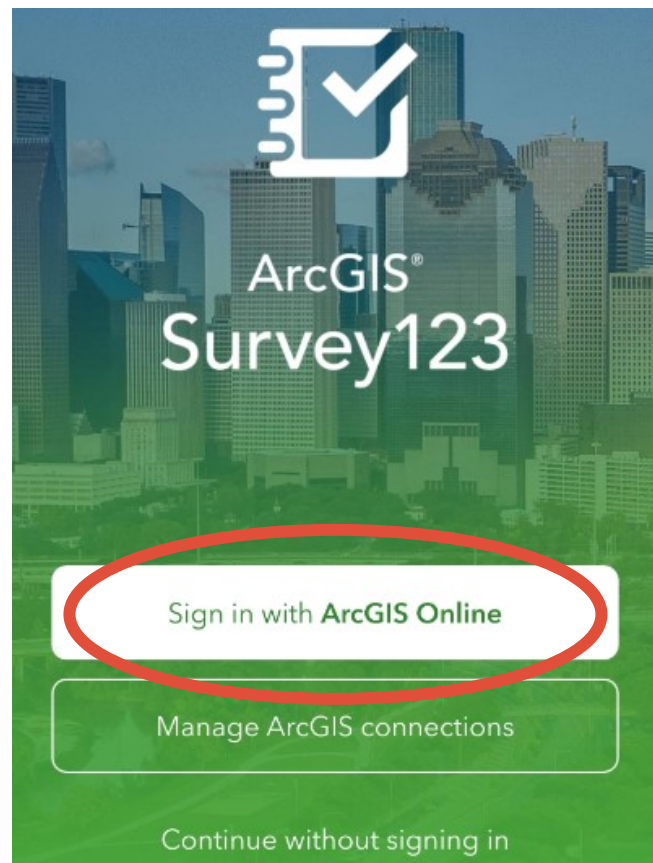 ArcGIS®
Survey123
Sign in with ArcGIS Online
Manage ArcGIS connections
Continue without signing in